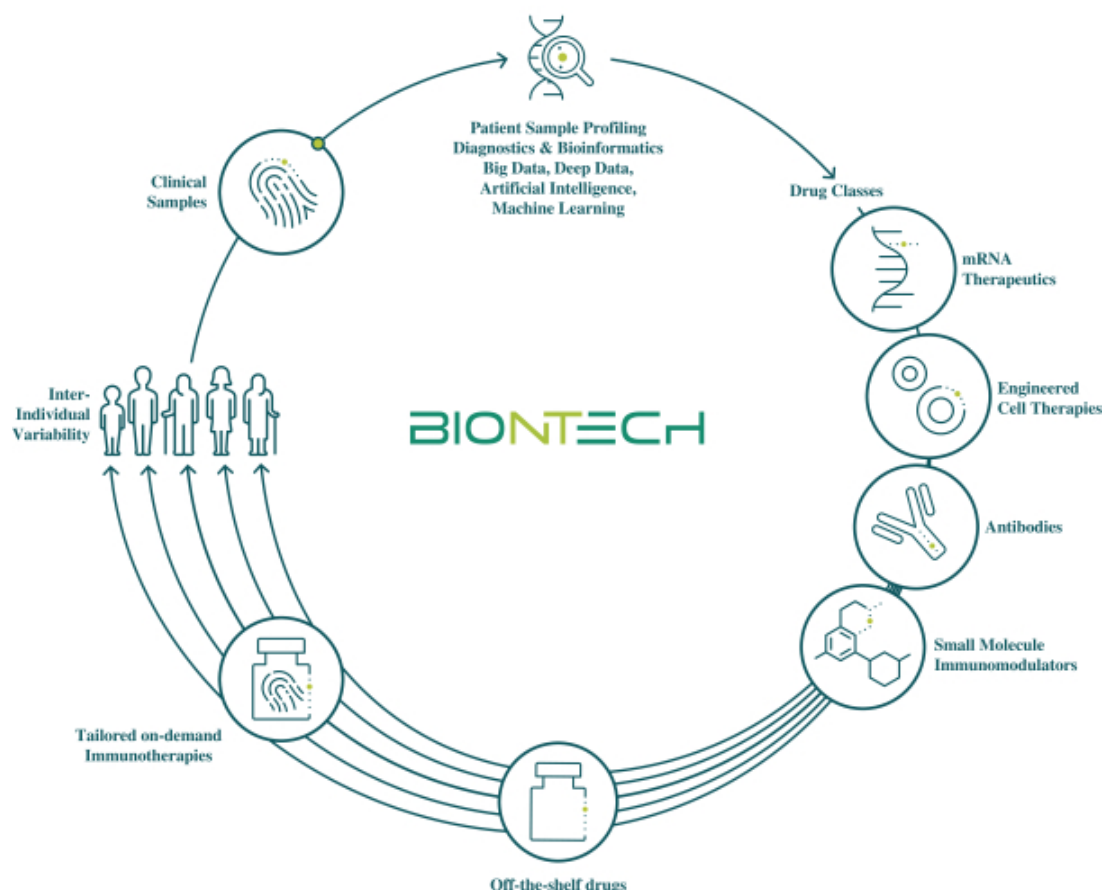 Patient Sample Profiling
Diagnostics & Bioinformatics
Big Data, Deep Data,
Artificial Intelligence,
Machine Learning
Clinical
Samples
Drug Classes
mRNA
Therapeutics
Engineered
Cell Therapies
Antibodies
Small Molecule
Immunomodulators
Off-the-shelf drugs
Tailored on-demand
Immunotherapies
Inter-
Individual
Variability
BIONTECH